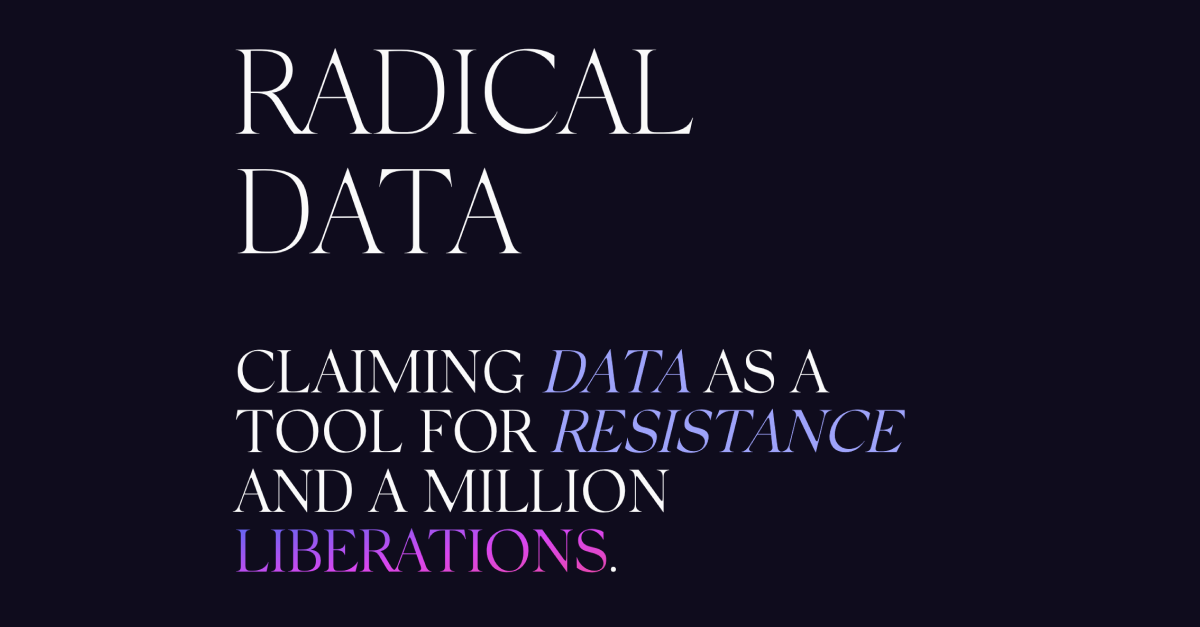 RADICAL
DATA
CLAIMING DATA AS A
TOOL FOR RESISTANCE
AND A MILLION
LIBERATIONS.